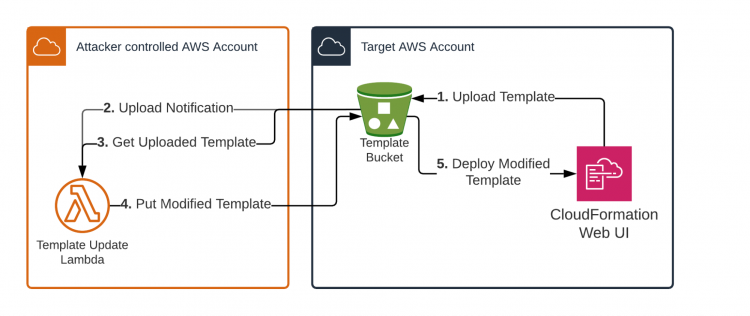 Attacker controlled AWS Account
Target AWS Account
2. Upload Notification
1. Upload Template
3. Get Uploaded Template
Template
Bucket
5. Deploy Modified
Template
4. Put Modified Template
CloudFormation
Web UI
Template Update
Lambda